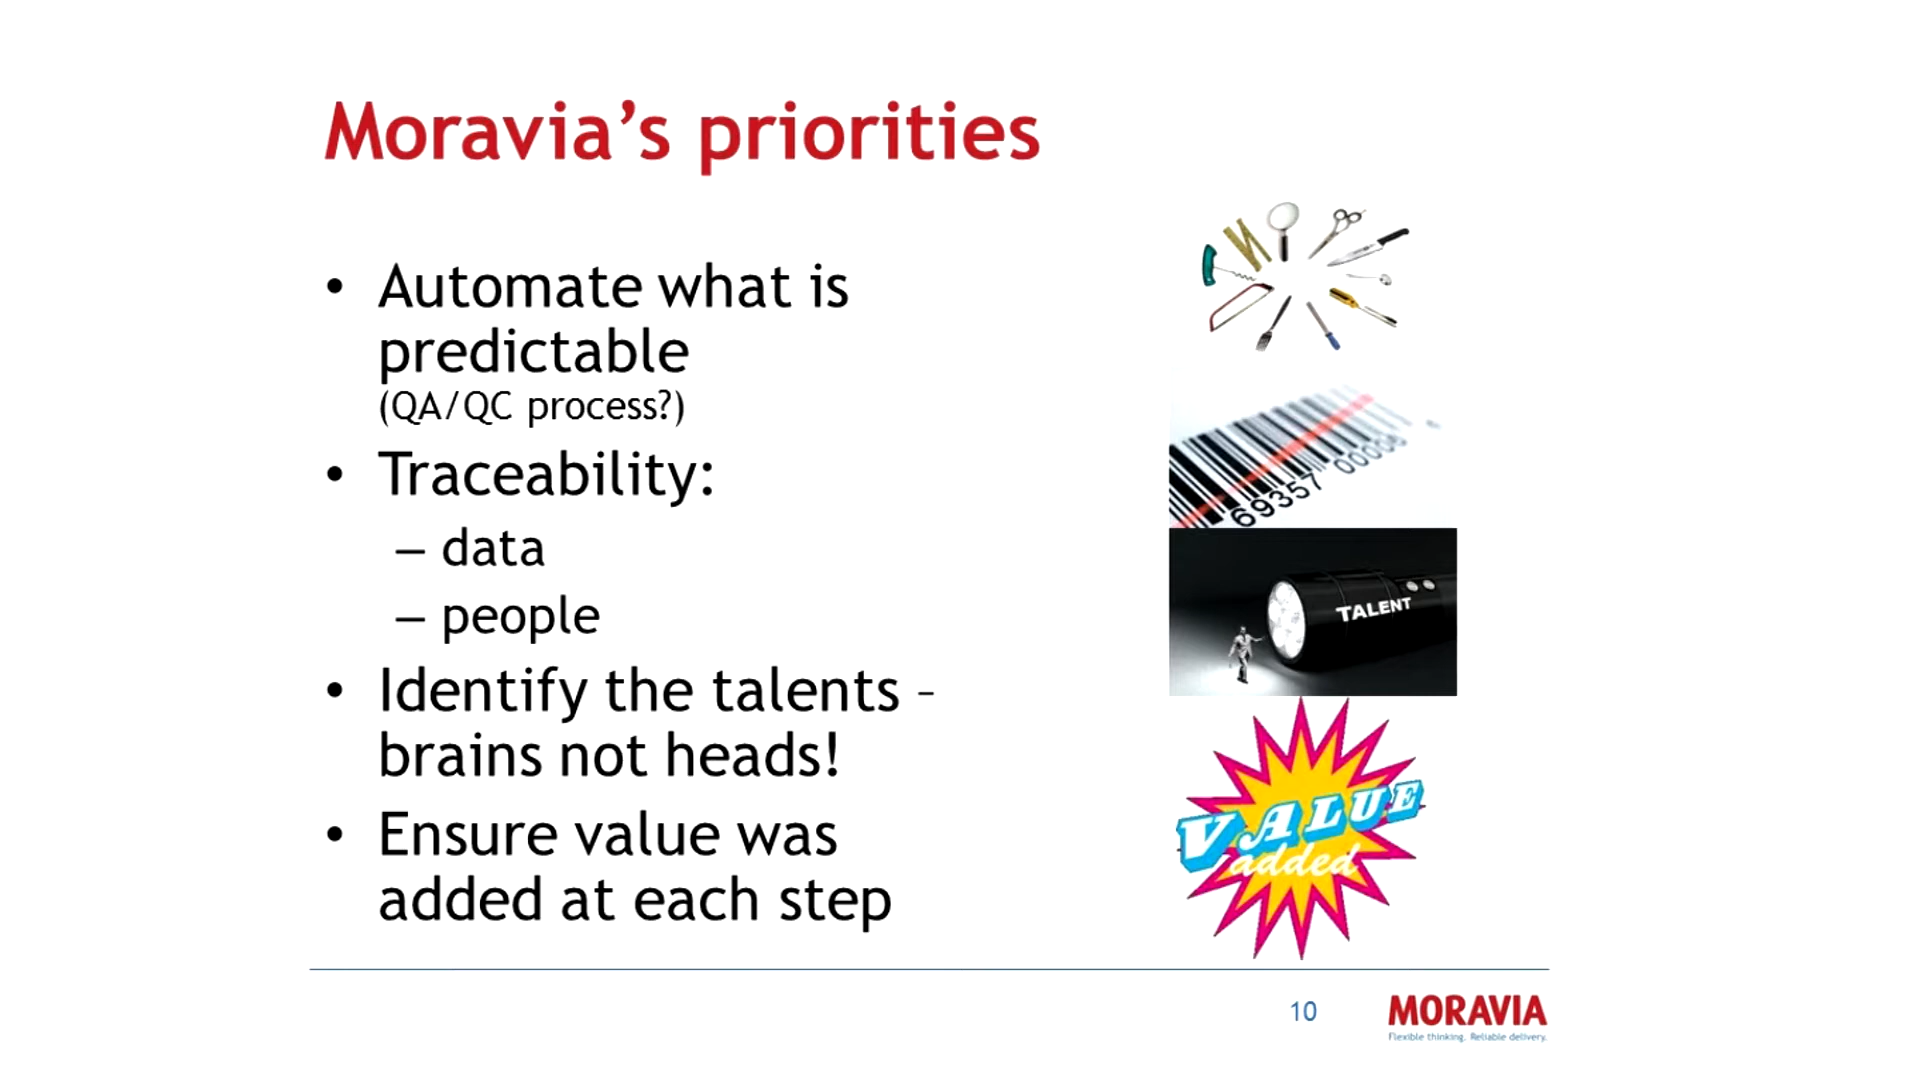 Moravia’s priorities
• Automate what is
predictable
(QA/QC process?)
• Traceability:
– data
– people
• Identify the talents –
brains not heads!
• Ensure value was
added at each step
69357 00006
TALENT
VALUE
added
10
MORAVIA
Flexible thinking. Reliable delivery.